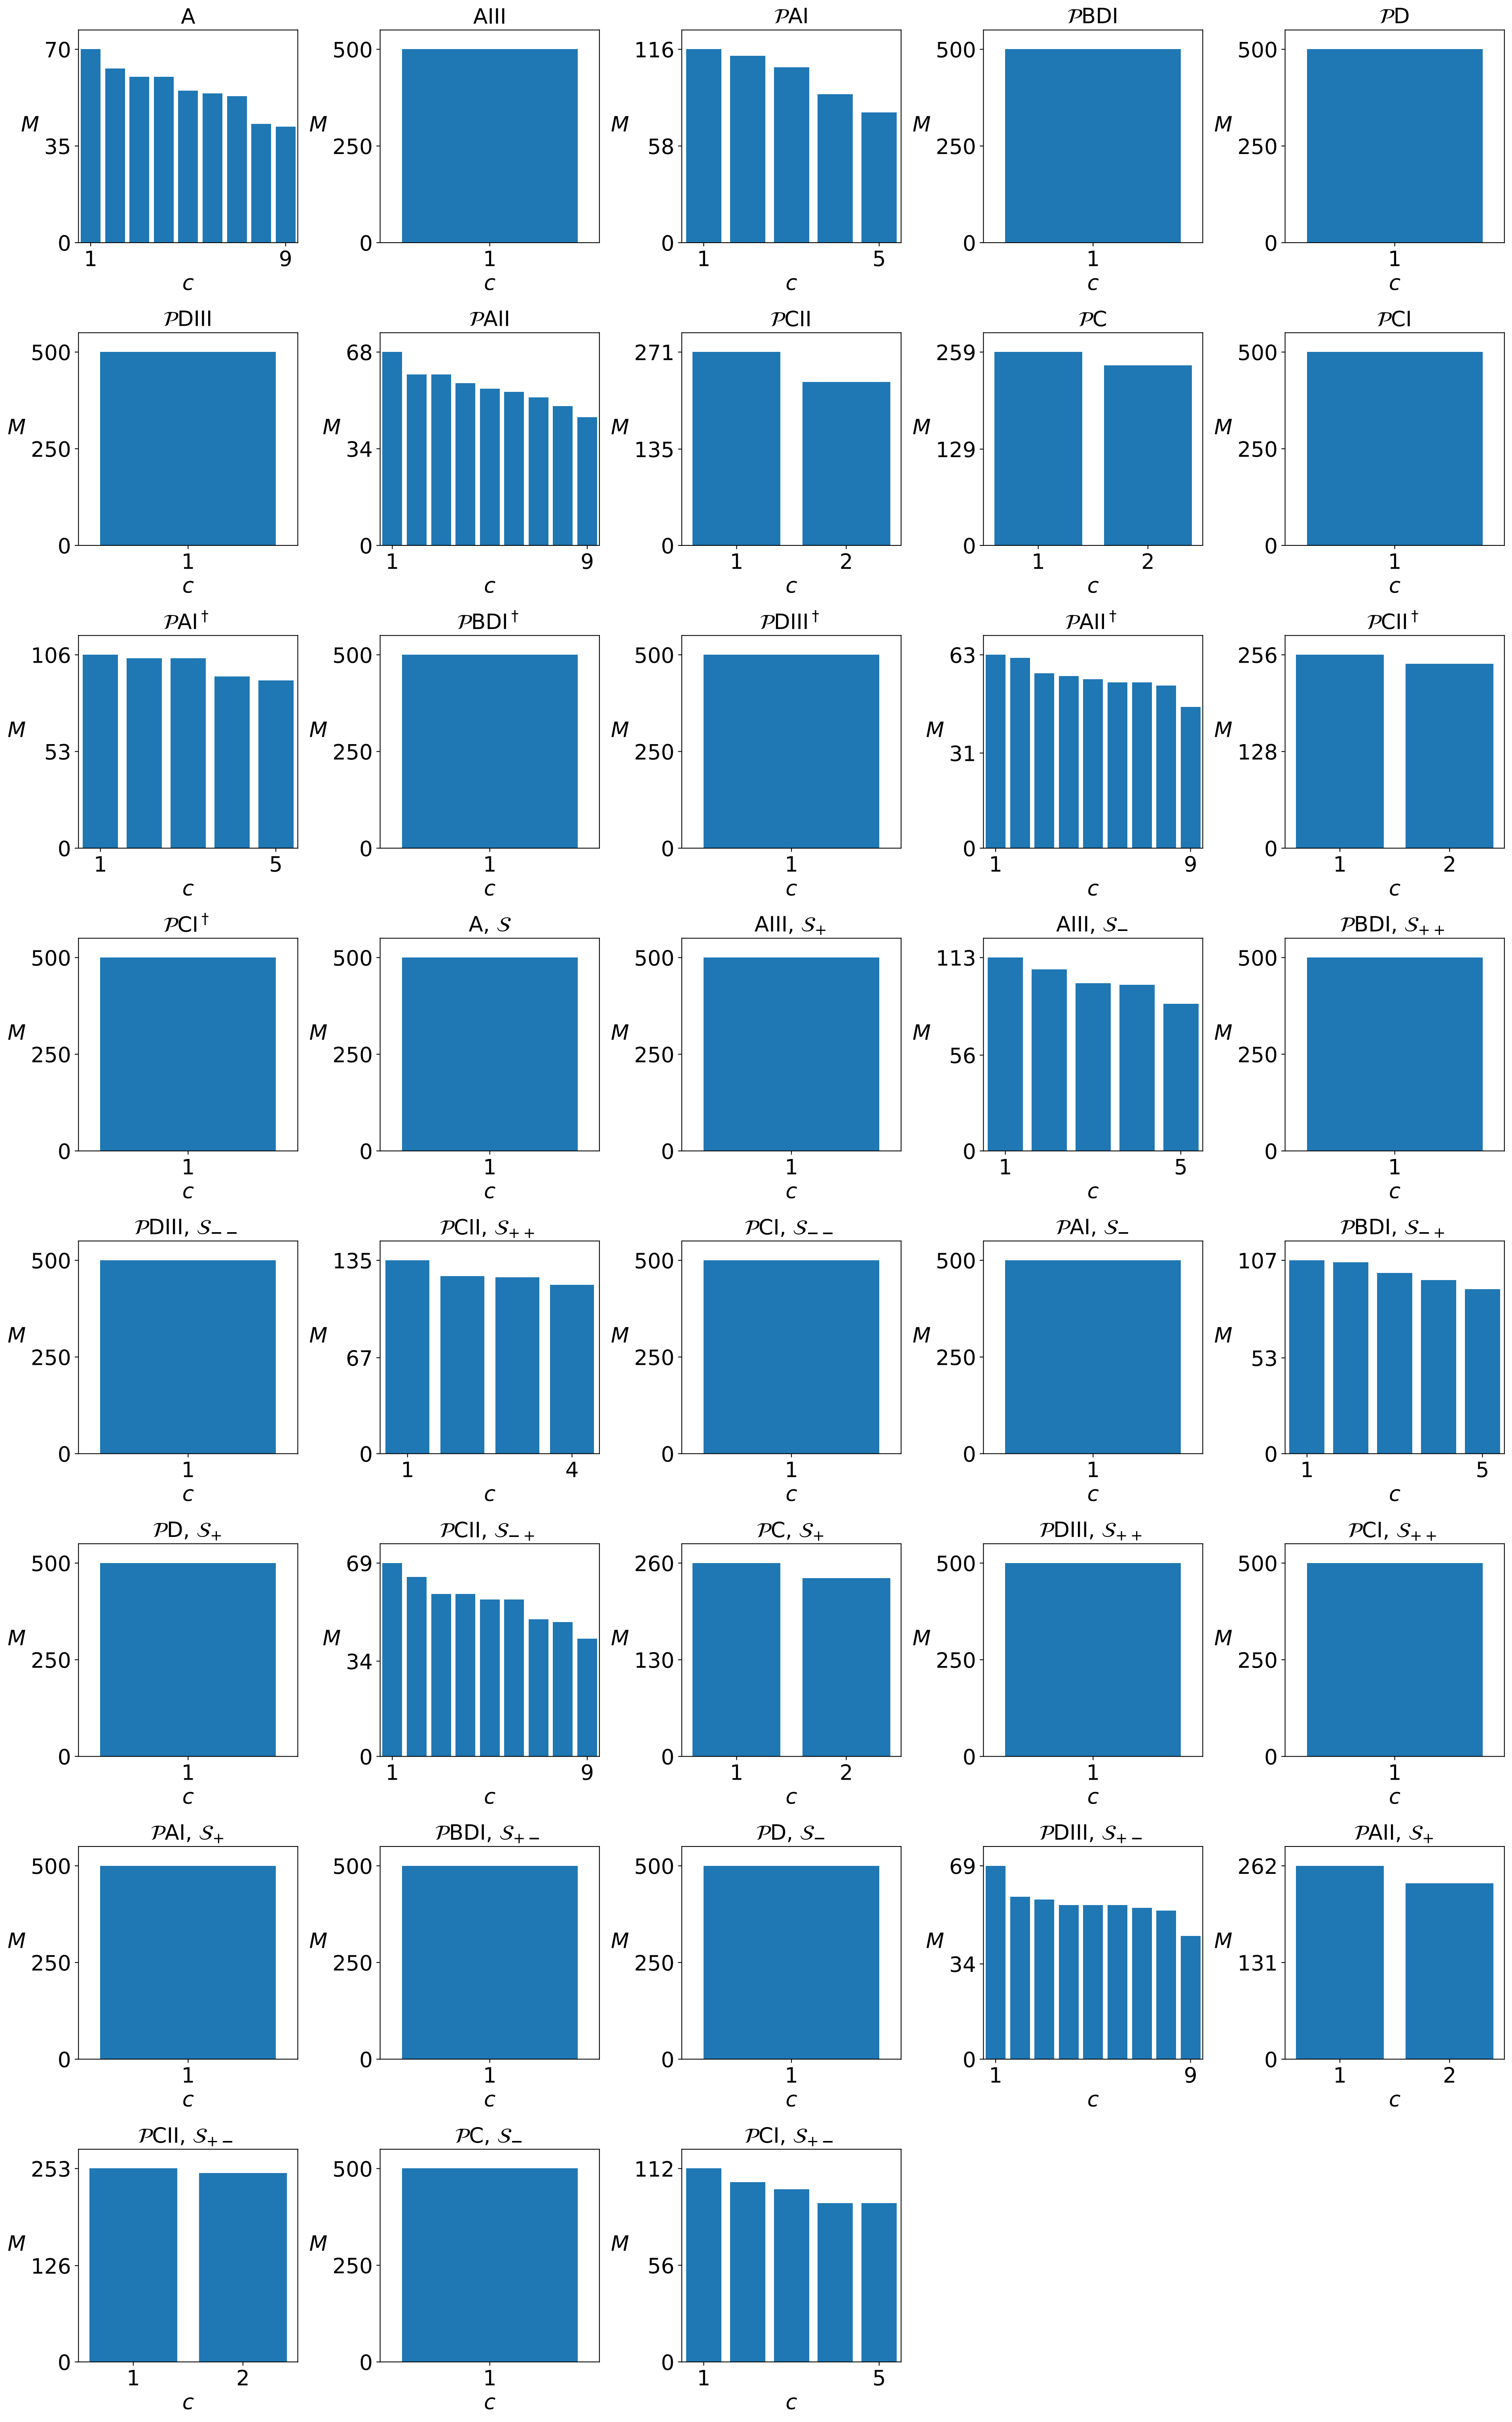 A AIII 𝒫AI 𝒫BDI 𝒫D
70 500 116 500 500
M M M M M
35 250 58 250 250
0 0 0 0 0
1 9 1 1 5 1 1
c c c c c
𝒫DIII 𝒫AII 𝒫CII 𝒫C 𝒫CI
500 68 271 259 500
M M M M M
250 34 135 129 250
0 0 0 0 0
1 1 9 1 2 1 2 1
c c c c c
𝒫AI† 𝒫BDI† 𝒫DIII† 𝒫AII† 𝒫CII†
106 500 500 63 256
M M M M M
53 250 250 31 128
0 0 0 0 0
1 5 1 1 1 9 1 2
c c c c c
𝒫CI† A, 𝒮 AIII, 𝒮₊ AIII, 𝒮₋ 𝒫BDI, 𝒮₊₊
500 500 500 113 500
M M M M M
250 250 250 56 250
0 0 0 0 0
1 1 1 1 5 1
c c c c c
𝒫DIII, 𝒮₋₋ 𝒫CII, 𝒮₊₊ 𝒫CI, 𝒮₋₋ 𝒫AI, 𝒮₋ 𝒫BDI, 𝒮₋₊
500 135 500 500 107
M M M M M
250 67 250 250 53
0 0 0 0 0
1 1 4 1 1 1 5
c c c c c
𝒫D, 𝒮₊ 𝒫CII, 𝒮₋₊ 𝒫C, 𝒮₊ 𝒫DIII, 𝒮₊₊ 𝒫CI, 𝒮₊₊
500 69 260 500 500
M M M M M
250 34 130 250 250
0 0 0 0 0
1 1 9 1 2 1 1
c c c c c
𝒫AI, 𝒮₊ 𝒫BDI, 𝒮₊₋ 𝒫D, 𝒮₋ 𝒫DIII, 𝒮₊₋ 𝒫AII, 𝒮₊
500 500 500 69 262
M M M M M
250 250 250 34 131
0 0 0 0 0
1 1 1 1 9 1 2
c c c c c
𝒫CII, 𝒮₊₋ 𝒫C, 𝒮₋ 𝒫CI, 𝒮₊₋
253 500 112
M M M
126 250 56
0 0 0
1 2 1 1 5
c c c